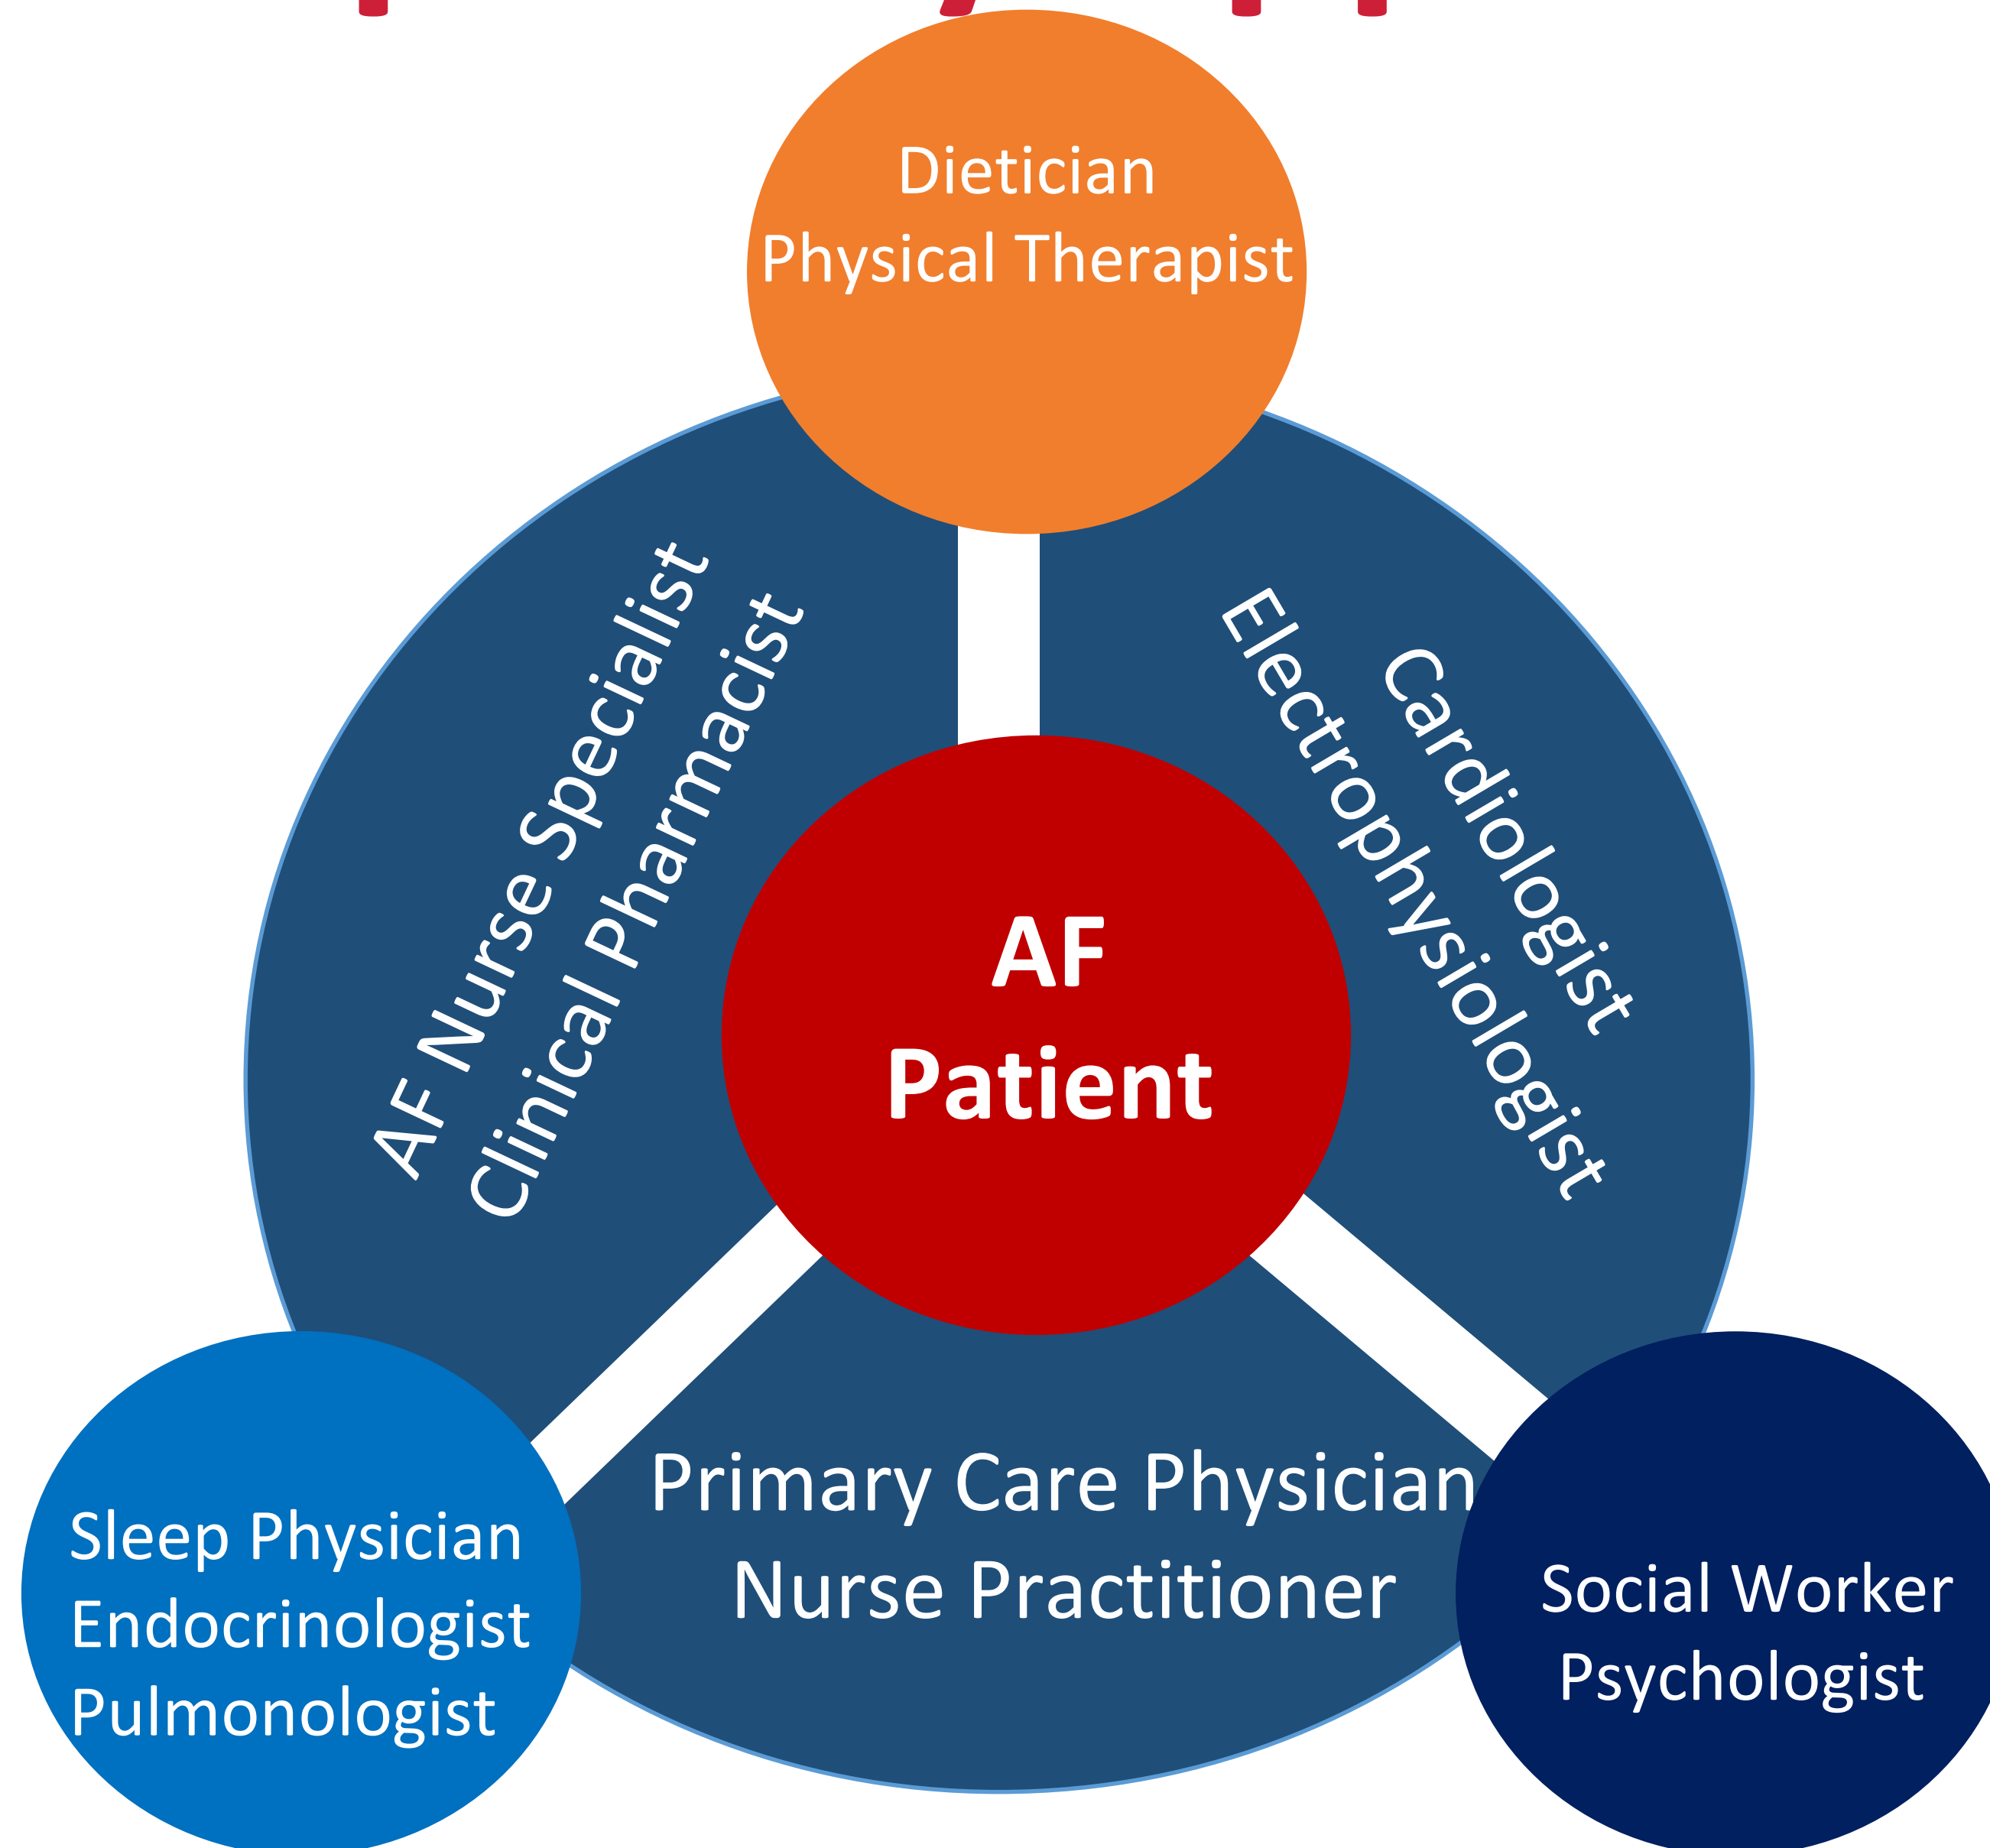 Dietician
Physical Therapist
AF Nurse Specialist
Clinical Pharmacist
Cardiologist
Electrophysiologist
AF
Patient
Primary Care Physician
Nurse Practitioner
Sleep Physician
Endocrinologist
Pulmonologist
Social Worker
Psychologist